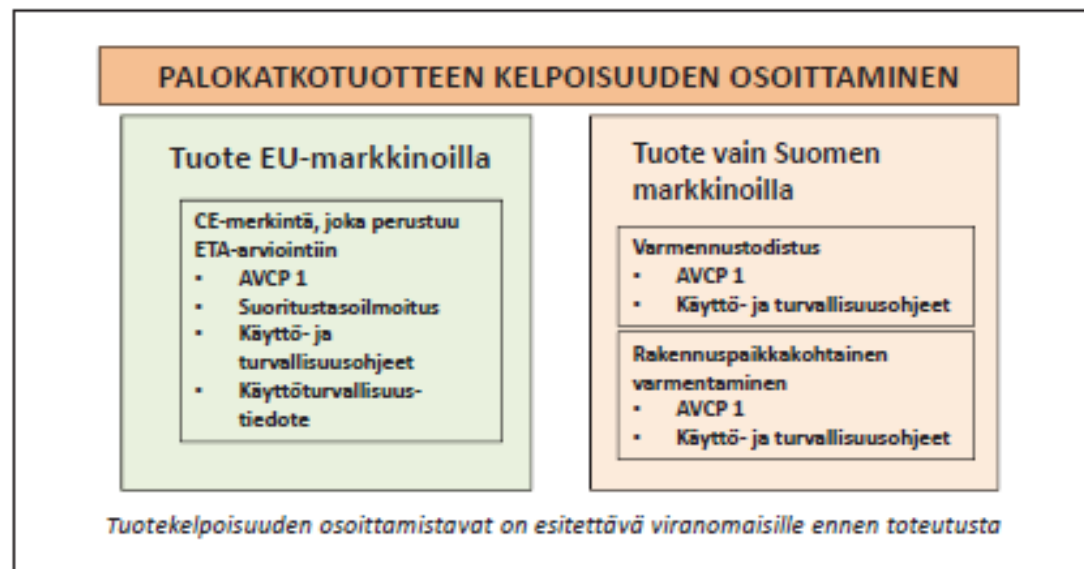 PALOKATKOTUOTTEEN KELPOISUUDEN OSOITTAMINEN
Tuote EU-markkinoilla
CE-merkintä, joka perustuu
ETA-arviointiin
▪ AVCP 1
▪ Suoritustasoilmoitus
▪ Käyttö- ja
turvallisuusohjeet
▪ Käyttöturvallisuus-
tiedote
Tuote vain Suomen
markkinoilla
Varmennustodistus
▪ AVCP 1
▪ Käyttö- ja turvallisuusohjeet
Rakennuspaikkakohtainen
varmentaminen
▪ AVCP 1
▪ Käyttö- ja turvallisuusohjeet
Tuotekelpoisuuden osoittamistavat on esitettävä viranomaisille ennen toteutusta